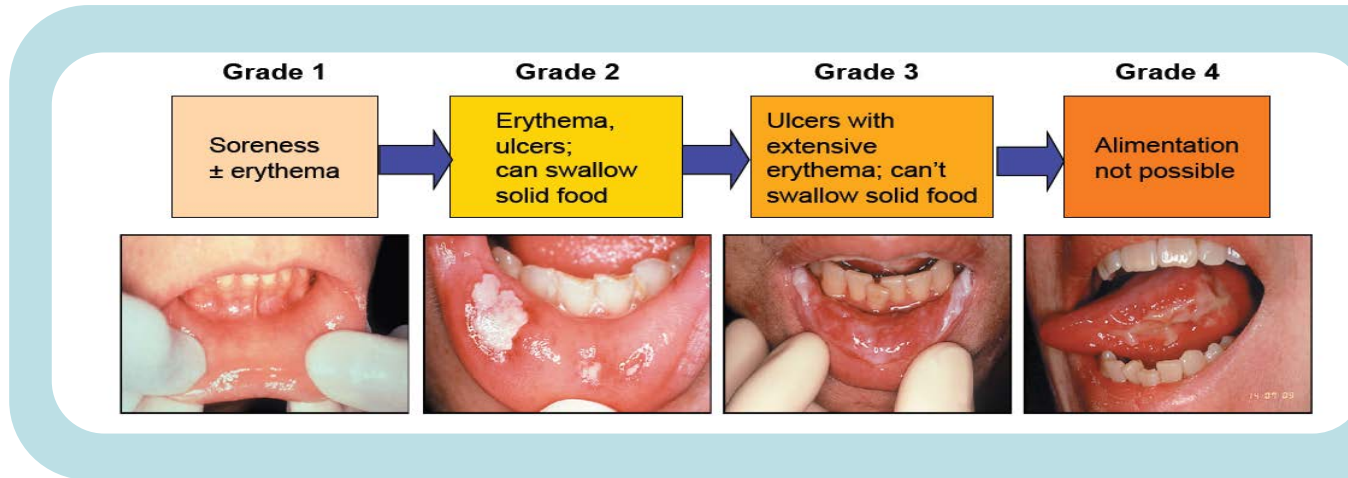 Grade 1
Grade 2
Grade 3
Grade 4
Soreness
± erythema
Erythema,
ulcers;
can swallow
solid food
Ulcers with
extensive
erythema; can't
swallow solid food
Alimentation
not possible
14 07 03